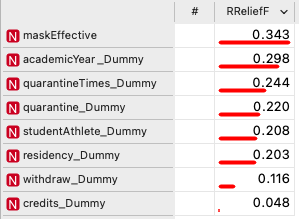 # RReliefF
N maskEffective 0.343
N academicYear_Dummy 0.298
N quarantineTimes_Dummy 0.244
N quarantine_Dummy 0.220
N studentAthlete_Dummy 0.208
N residency_Dummy 0.203
N withdraw_Dummy 0.116
N credits_Dummy 0.048